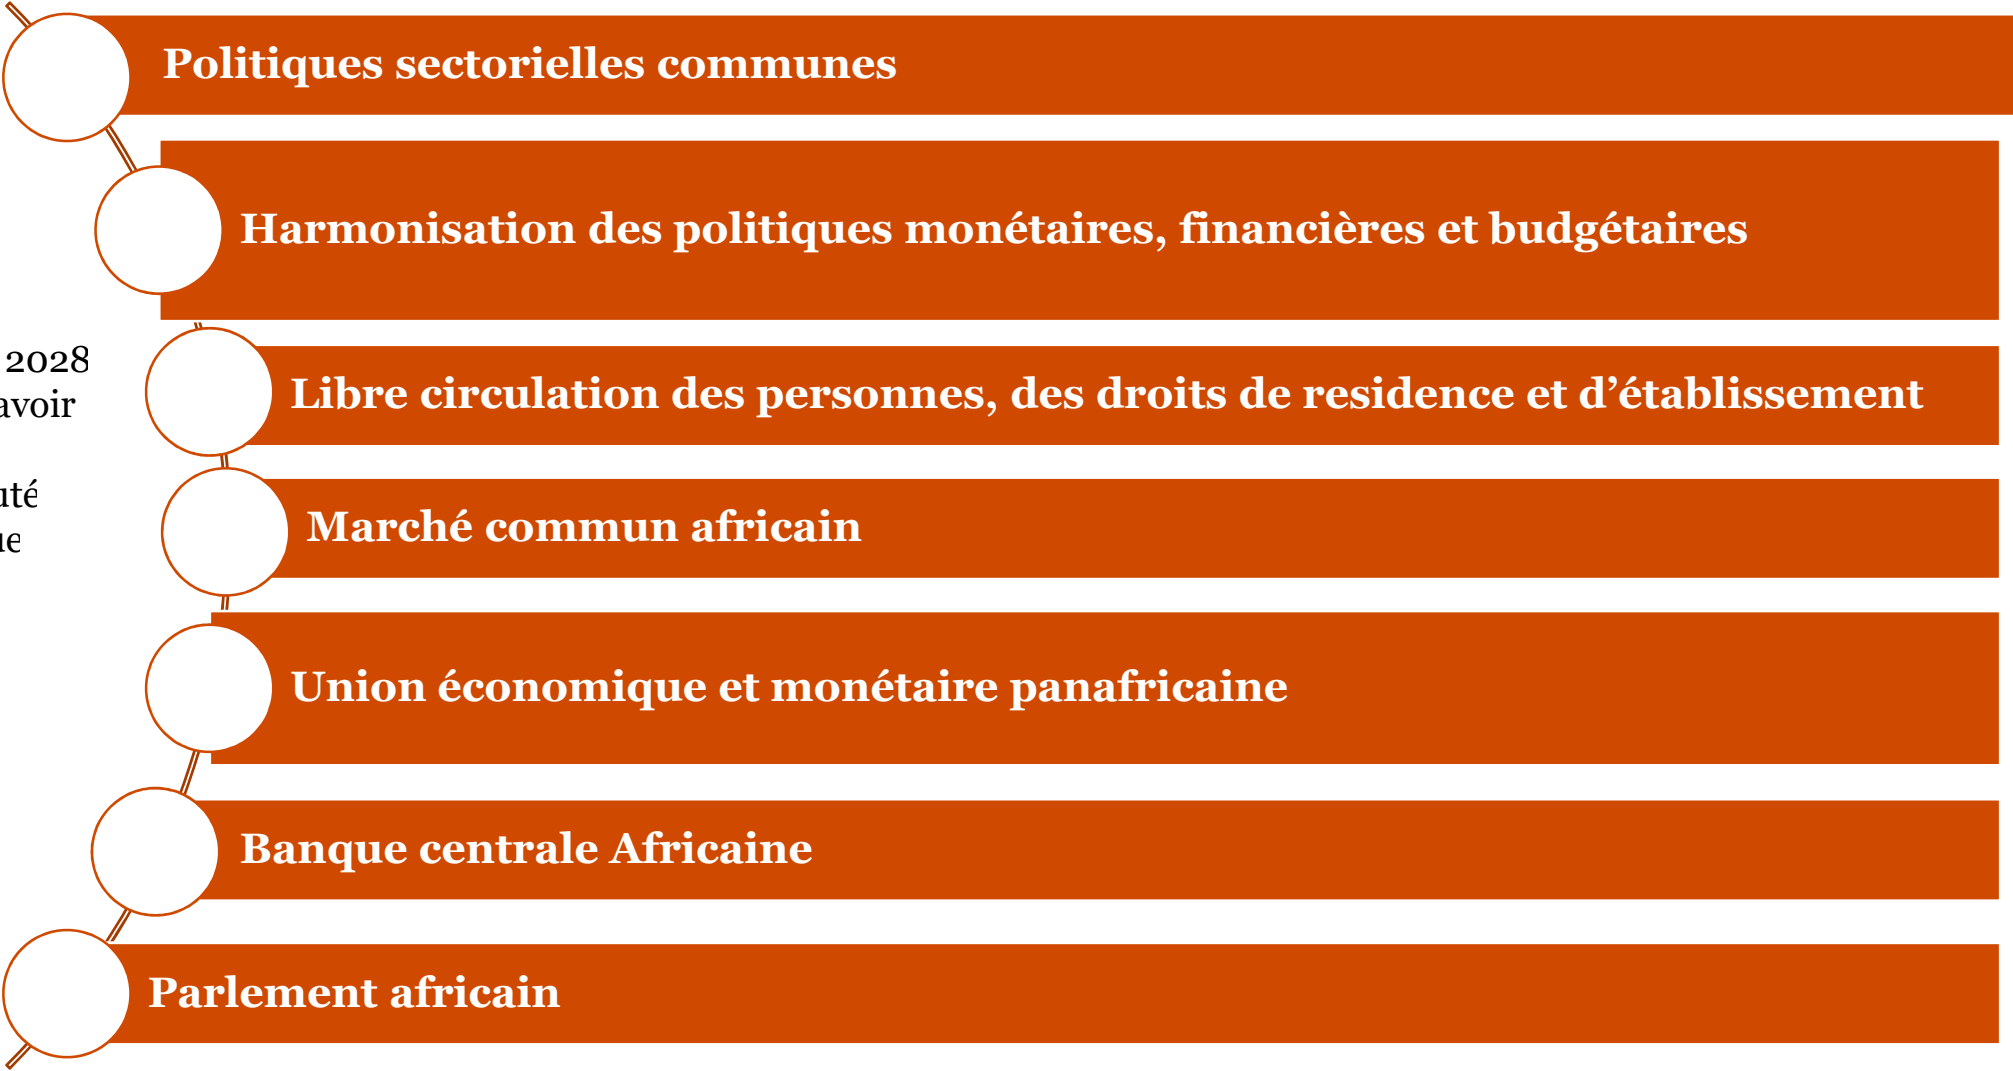 Politiques sectorielles communes
Harmonisation des politiques monétaires, financières et budgétaires
2028
Libre circulation des personnes, des droits de residence et d’établissement
Marché commun africain
Union économique et monétaire panafricaine
Banque centrale Africaine
Parlement africain